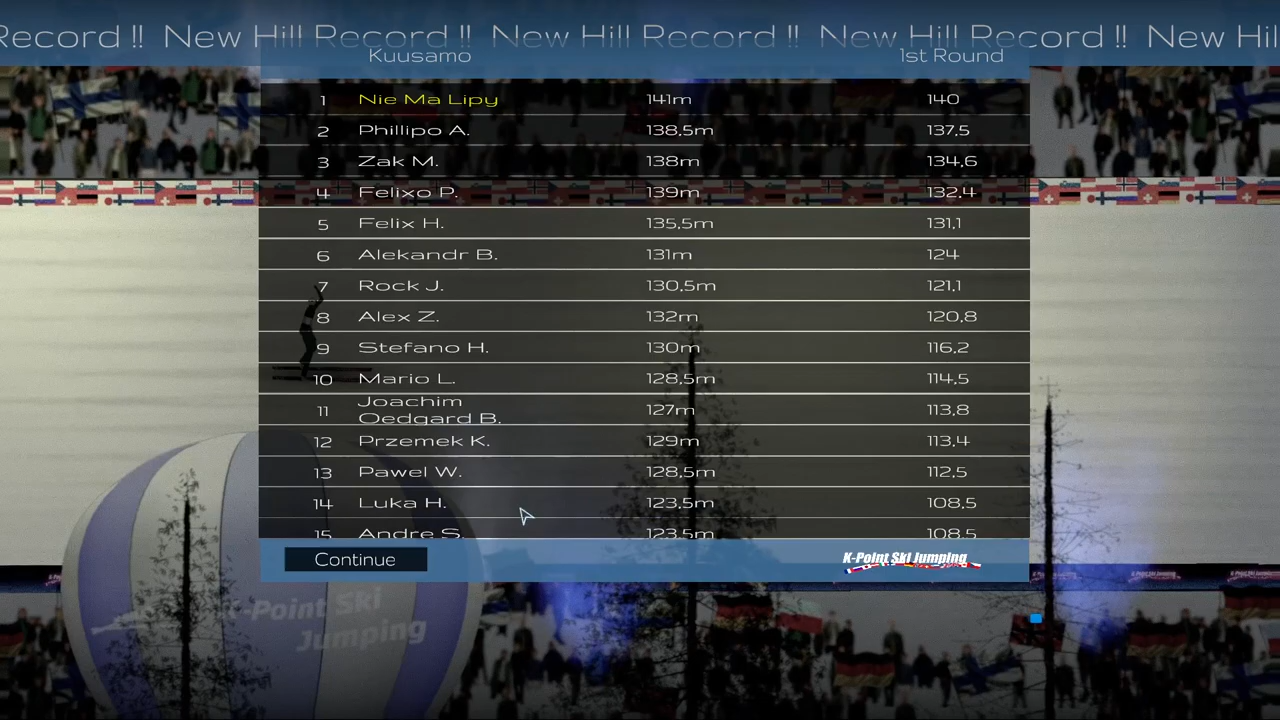 Record !! New Hill Record !! New Hill Record !! New Hill Record !! New Hil
Kuusamo 1st Round
1 Nie Ma Lipy 141m 140
2 Phillipo A. 138,5m 137,5
3 Zak M. 138m 134,6
4 Felixo P. 139m 132,4
5 Felix H. 135,5m 131,1
6 Alekandr B. 131m 124
7 Rock J. 130,5m 121,1
8 Alex Z. 132m 120,8
9 Stefano H. 130m 116,2
10 Mario L. 128,5m 114,5
11 Joachim Oedgard B. 127m 113,8
12 Przemek K. 129m 113,4
13 Pawel W. 128,5m 112,5
14 Luka H. 123,5m 108,5
15 Andre S. 123,5m 108,5
Continue K-Point Ski Jumping
K-Point Ski
Jumping